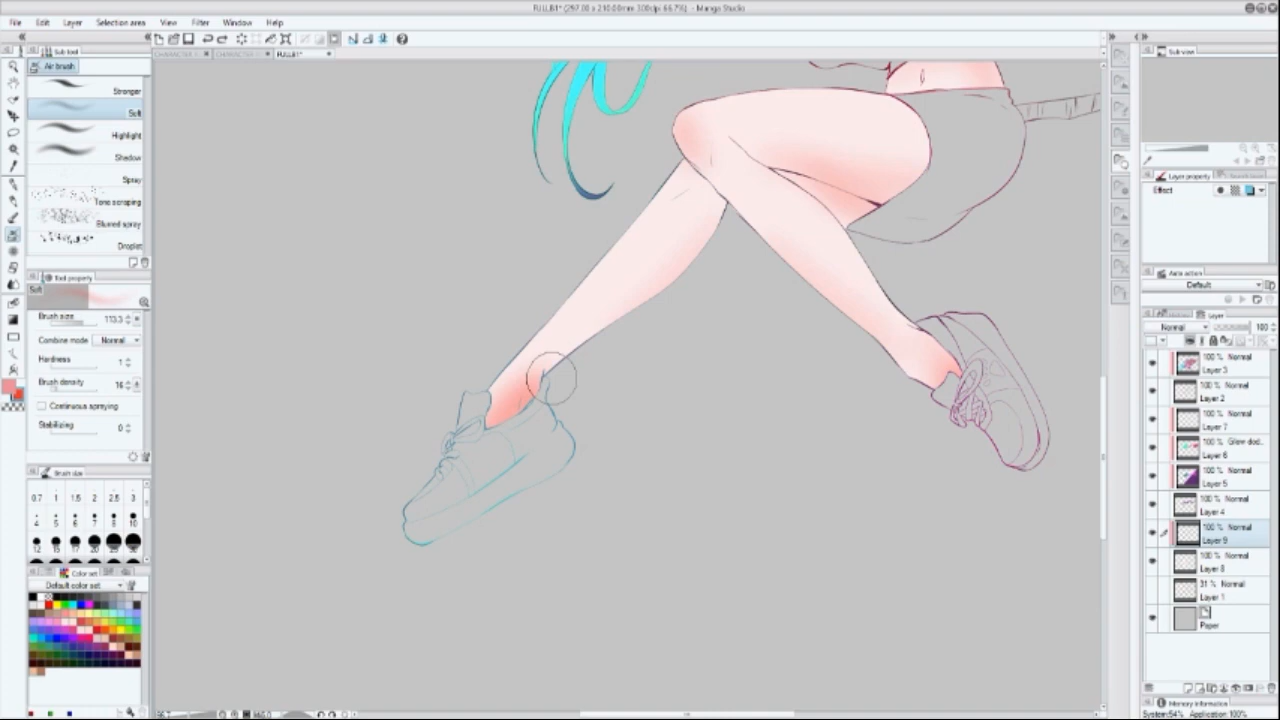 FULLB1* (297.00 x 210.00mm 300dpi 66.7%) - Manga Studio
File Edit Layer Selection area View Filter Window Help
Sub tool
FULLB1*
Sub view
Air brush
Stronger
Soft
Highlight
Shadow
Spray
Tone scraping
Blurred spray
Droplet
Tool property
Soft
Brush size 113.3
Combine mode Normal
Hardness 1
Brush density 16
Continuous spraying
Stabilizing 0
Brush size
0.7 1 1.5 2 2.5 3
4 5 6 7 8 10
12 15 17 20 25 30
Color set
Default color set
Layer property
Effect
Auto action
Default
Layer
Normal 100
100 % Normal
Layer 3
100 % Normal
Layer 2
100 % Normal
Layer 7
100 % Glow dod..
Layer 6
100 % Normal
Layer 5
100 % Normal
Layer 4
100 % Normal
Layer 9
100 % Normal
Layer 8
31 % Normal
Layer 1
Paper
Memory information
System:54% Application:100%